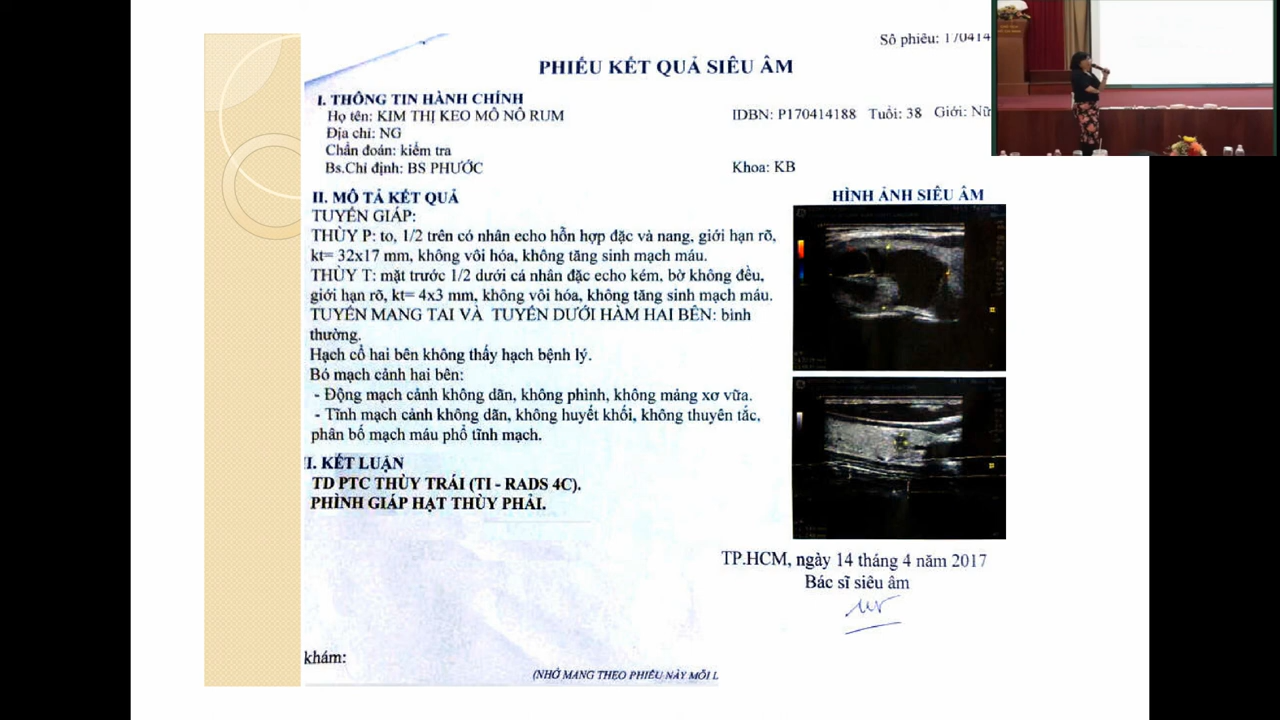 Số phiếu: 170414
PHIẾU KẾT QUẢ SIÊU ÂM
I. THÔNG TIN HÀNH CHÍNH
Họ tên: KIM THỊ KEO MÔ NÔ RUM
IDBN: P170414188 Tuổi: 38 Giới: Nữ
Địa chỉ: NG
Chẩn đoán: kiểm tra
Bs.Chỉ định: BS PHƯỚC
Khoa: KB
II. MÔ TẢ KẾT QUẢ
TUYẾN GIÁP:
THÙY P: to, 1/2 trên có nhân echo hỗn hợp đặc và nang, giới hạn rõ,
kt= 32x17 mm, không vôi hóa, không tăng sinh mạch máu.
THÙY T: mặt trước 1/2 dưới cá nhân đặc echo kém, bờ không đều,
giới hạn rõ, kt= 4x3 mm, không vôi hóa, không tăng sinh mạch máu.
TUYẾN MANG TAI VÀ TUYẾN DƯỚI HÀM HAI BÊN: bình
thường.
Hạch cổ hai bên không thấy hạch bệnh lý.
Bó mạch cảnh hai bên:
- Động mạch cảnh không dãn, không phình, không mảng xơ vữa.
- Tĩnh mạch cảnh không dãn, không huyết khối, không thuyên tắc,
phân bố mạch máu phổ tĩnh mạch.
I. KẾT LUẬN
TD PTC THÙY TRÁI (TI - RADS 4C).
PHÌNH GIÁP HẠT THÙY PHẢI.
HÌNH ẢNH SIÊU ÂM
TP.HCM, ngày 14 tháng 4 năm 2017
Bác sĩ siêu âm
khám:
(NHỚ MANG THEO PHIẾU NÀY MỖI L